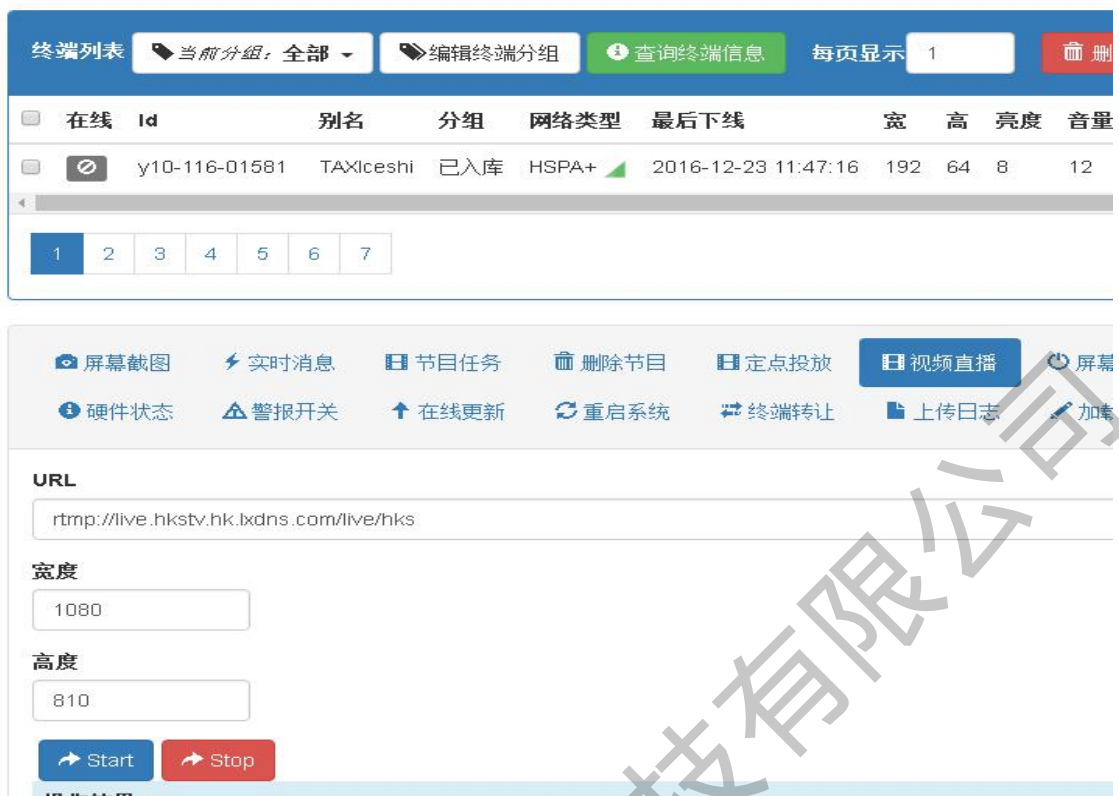 终端列表 当前分组：全部 编辑终端分组 查询终端信息 每页显示 1 删
在线 Id 别名 分组 网络类型 最后下线 宽 高 亮度 音量
y10-116-01581 TAXIceshi 已入库 HSPA+ 2016-12-23 11:47:16 192 64 8 12
1 2 3 4 5 6 7
屏幕截图 实时消息 节目任务 删除节目 定点投放 视频直播 屏幕
硬件状态 警报开关 在线更新 重启系统 终端转让 上传日志 加载
URL
rtmp://live.hkstv.hk.lxdns.com/live/hks
宽度
1080
高度
810
Start Stop
技有限公司